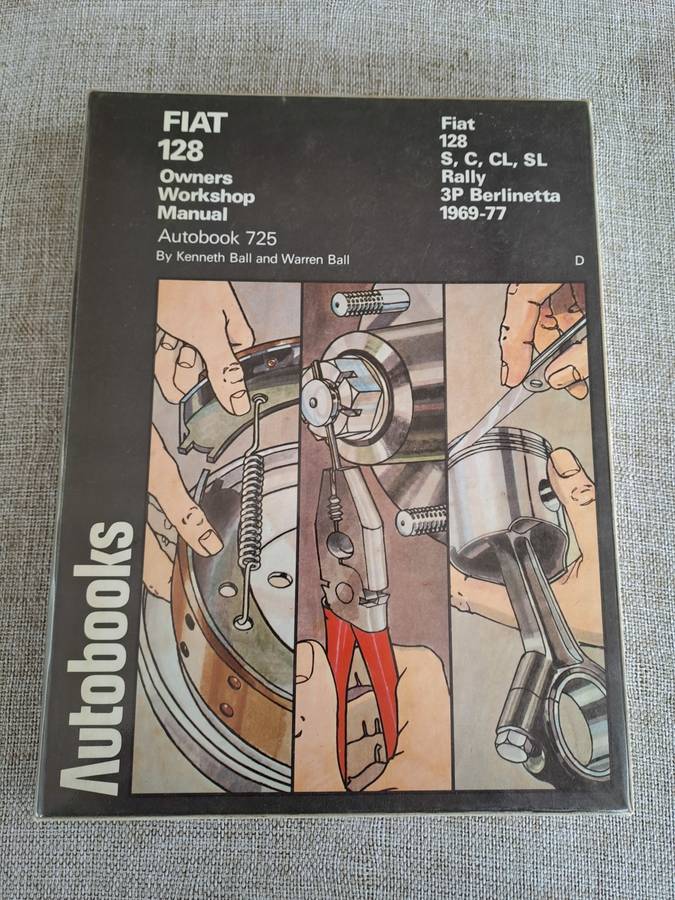 FIAT
128
Owners
Workshop
Manual
Autobook 725
By Kenneth Ball and Warren Ball
Fiat
128
S, C, CL, SL
Rally
3P Berlinetta
1969-77
D
Autobooks